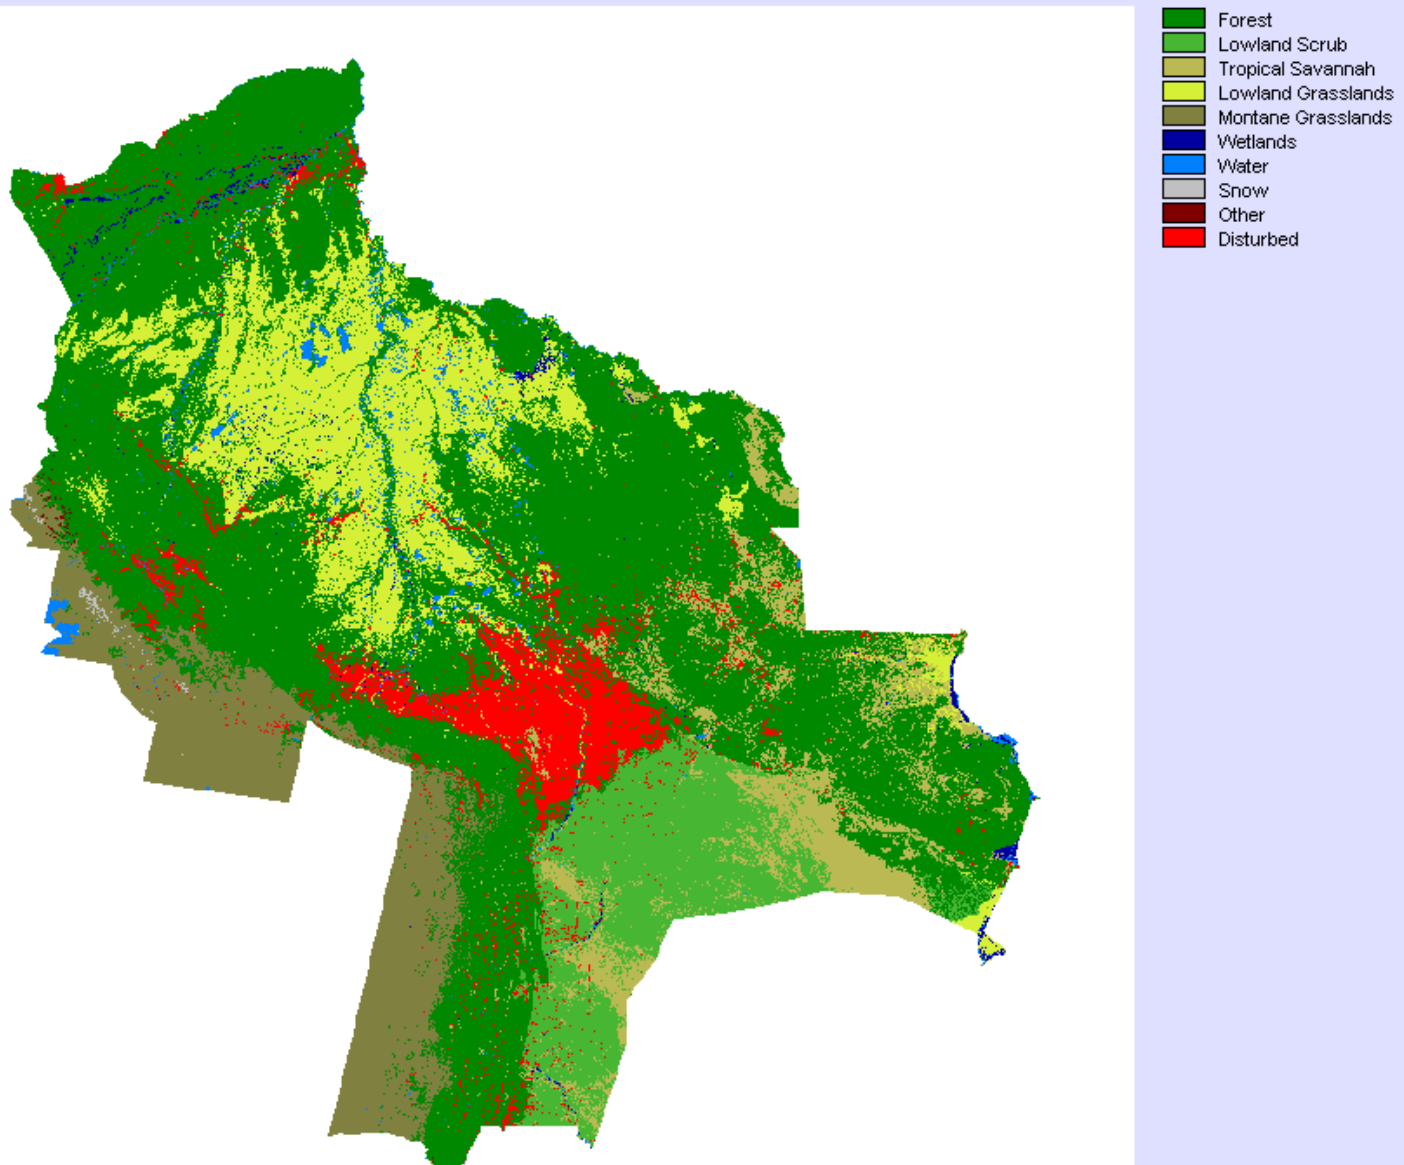 Forest
Lowland Scrub
Tropical Savannah
Lowland Grasslands
Montane Grasslands
Wetlands
Water
Snow
Other
Disturbed